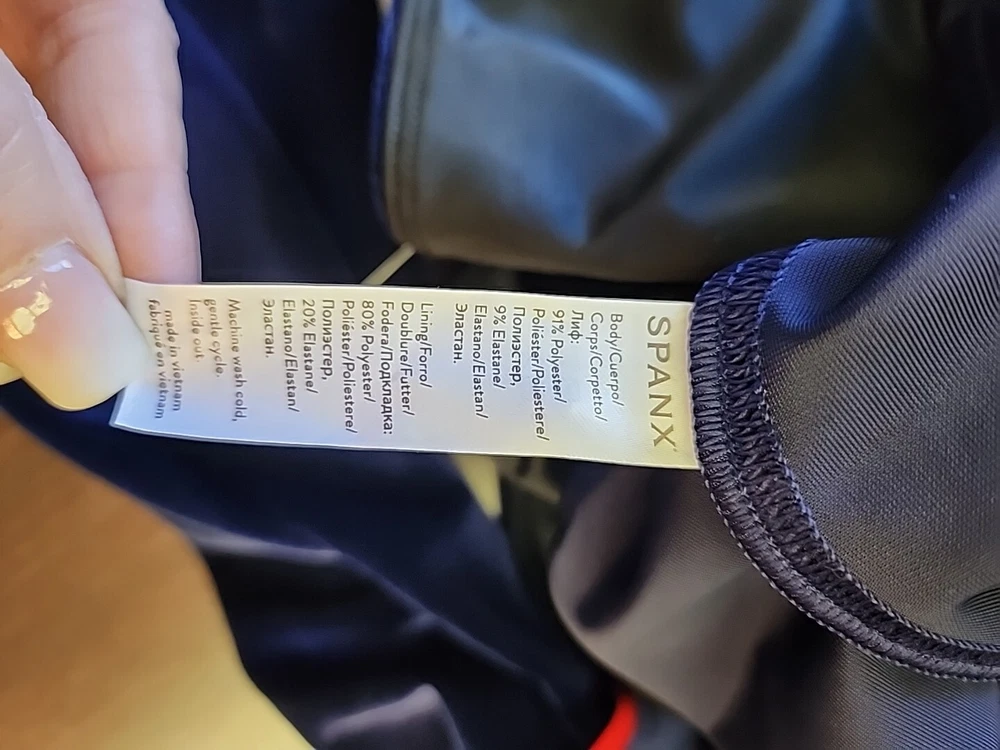 SPANX
Body/Cuerpo/
Corps/Corpetto/
Лиф:
91% Polyester/
Poliéster/Poliestere/
Полиэстер,
9% Elastane/
Elastano/Elastan/
Эластан.
Lining/Forro/
Doublure/Futter/
Fodera/Подкладка:
80% Polyester/
Poliéster/Poliestere/
Полиэстер,
20% Elastane/
Elastano/Elastan/
Эластан.
Machine wash cold,
gentle cycle.
Inside out.
made in vietnam
fabriqué en vietnam